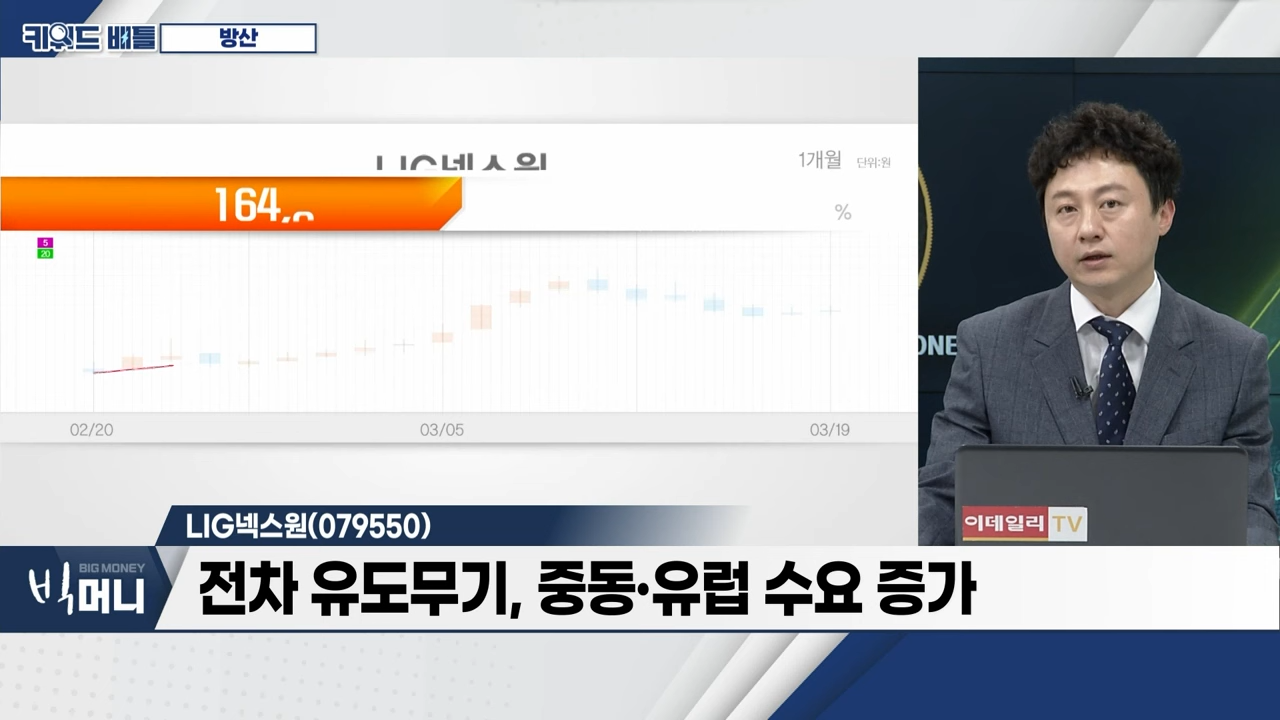 키워드 배틀
방산
1개월 단위:원
164
%
5
20
02/20
03/05
03/19
LIG넥스원(079550)
BIG MONEY
빅머니
전차 유도무기, 중동·유럽 수요 증가
이데일리TV